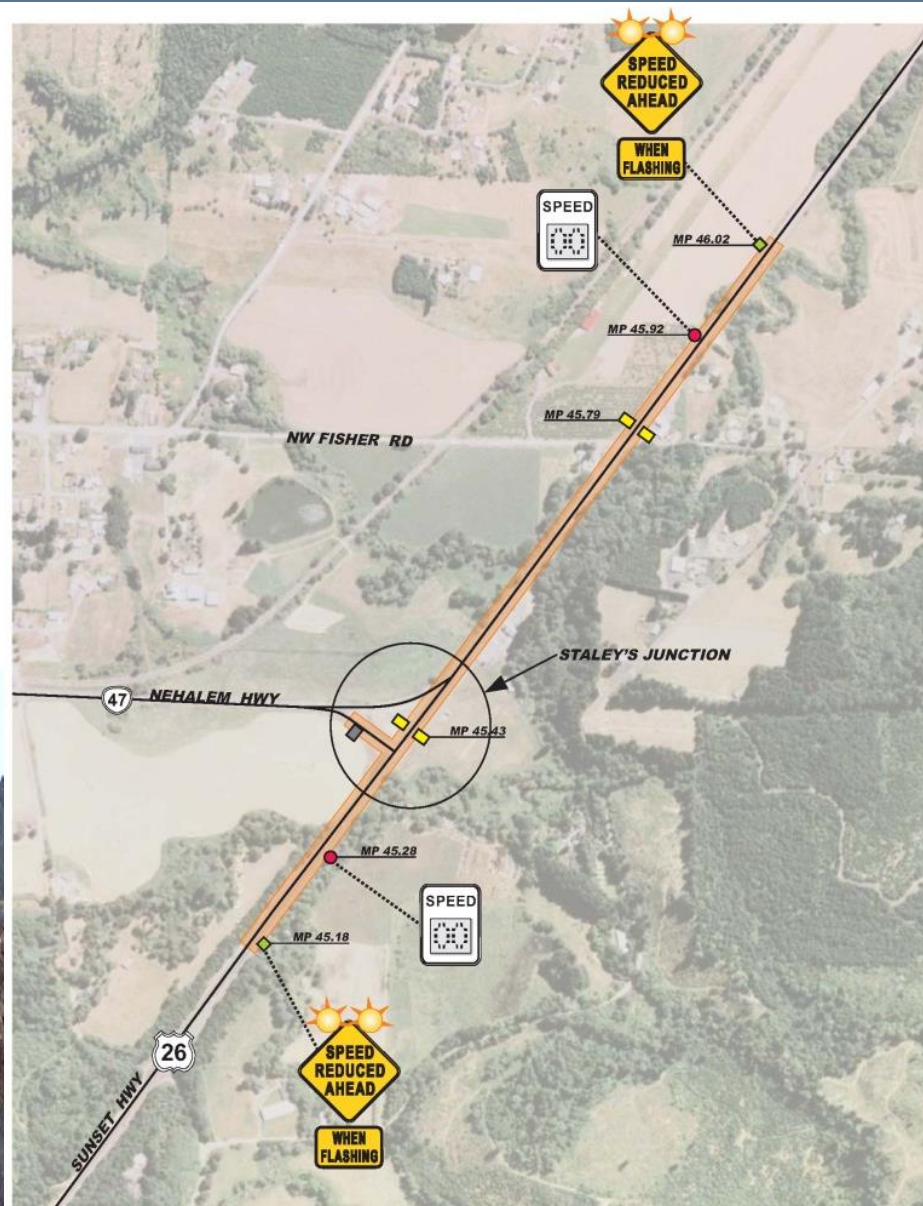 SPEED
REDUCED
AHEAD
WHEN
FLASHING
SPEED
MP 46.02
MP 45.92
MP 45.79
NW FISHER RD
STALEY'S JUNCTION
47
NEHALEM HWY
MP 45.43
MP 45.28
SPEED
MP 45.18
26
SUNSET HWY
SPEED
REDUCED
AHEAD
WHEN
FLASHING